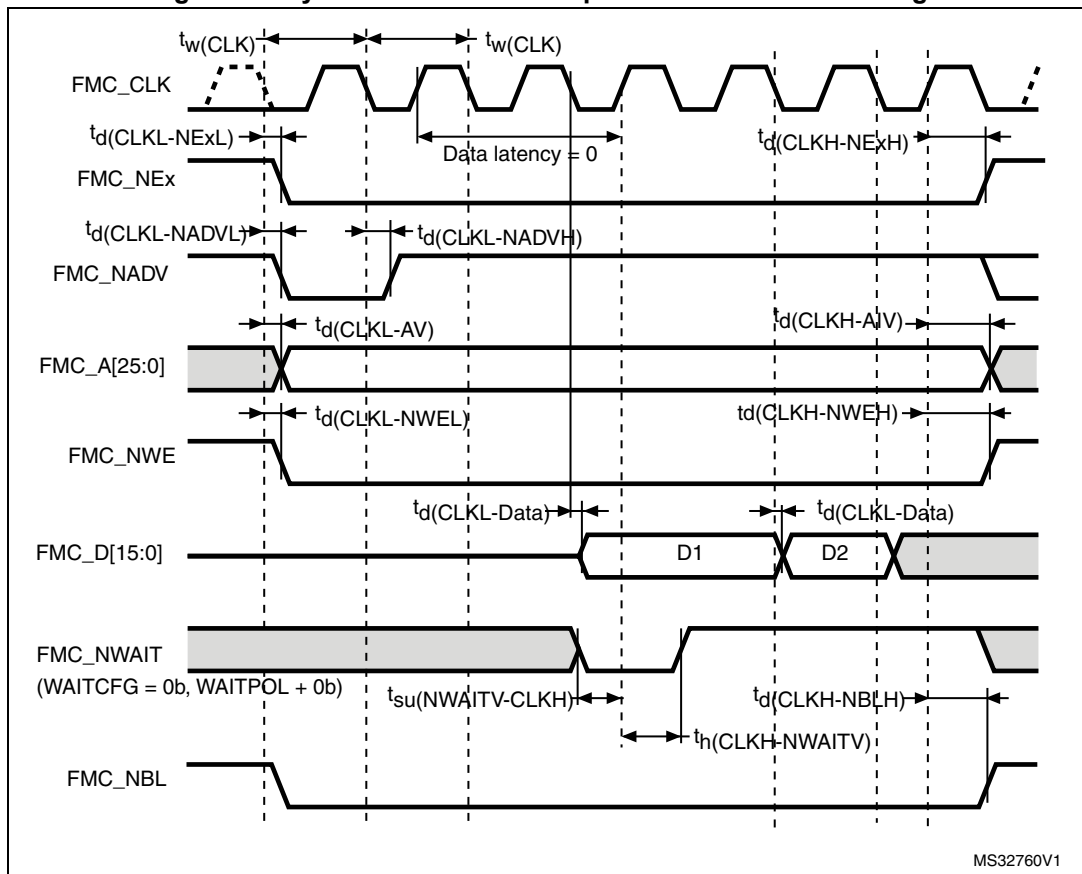 tw(CLK) tw(CLK)
FMC_CLK
td(CLKL-NExL) Data latency = 0 td(CLKH-NExH)
FMC_NEx
td(CLKL-NADVL) td(CLKL-NADVH)
FMC_NADV
td(CLKL-AV) td(CLKH-AIV)
FMC_A[25:0]
td(CLKL-NWEL) td(CLKH-NWEH)
FMC_NWE
td(CLKL-Data) td(CLKL-Data)
FMC_D[15:0] D1 D2
FMC_NWAIT
(WAITCFG = 0b, WAITPOL + 0b)
tsu(NWAITV-CLKH) td(CLKH-NBLH)
th(CLKH-NWAITV)
FMC_NBL
MS32760V1